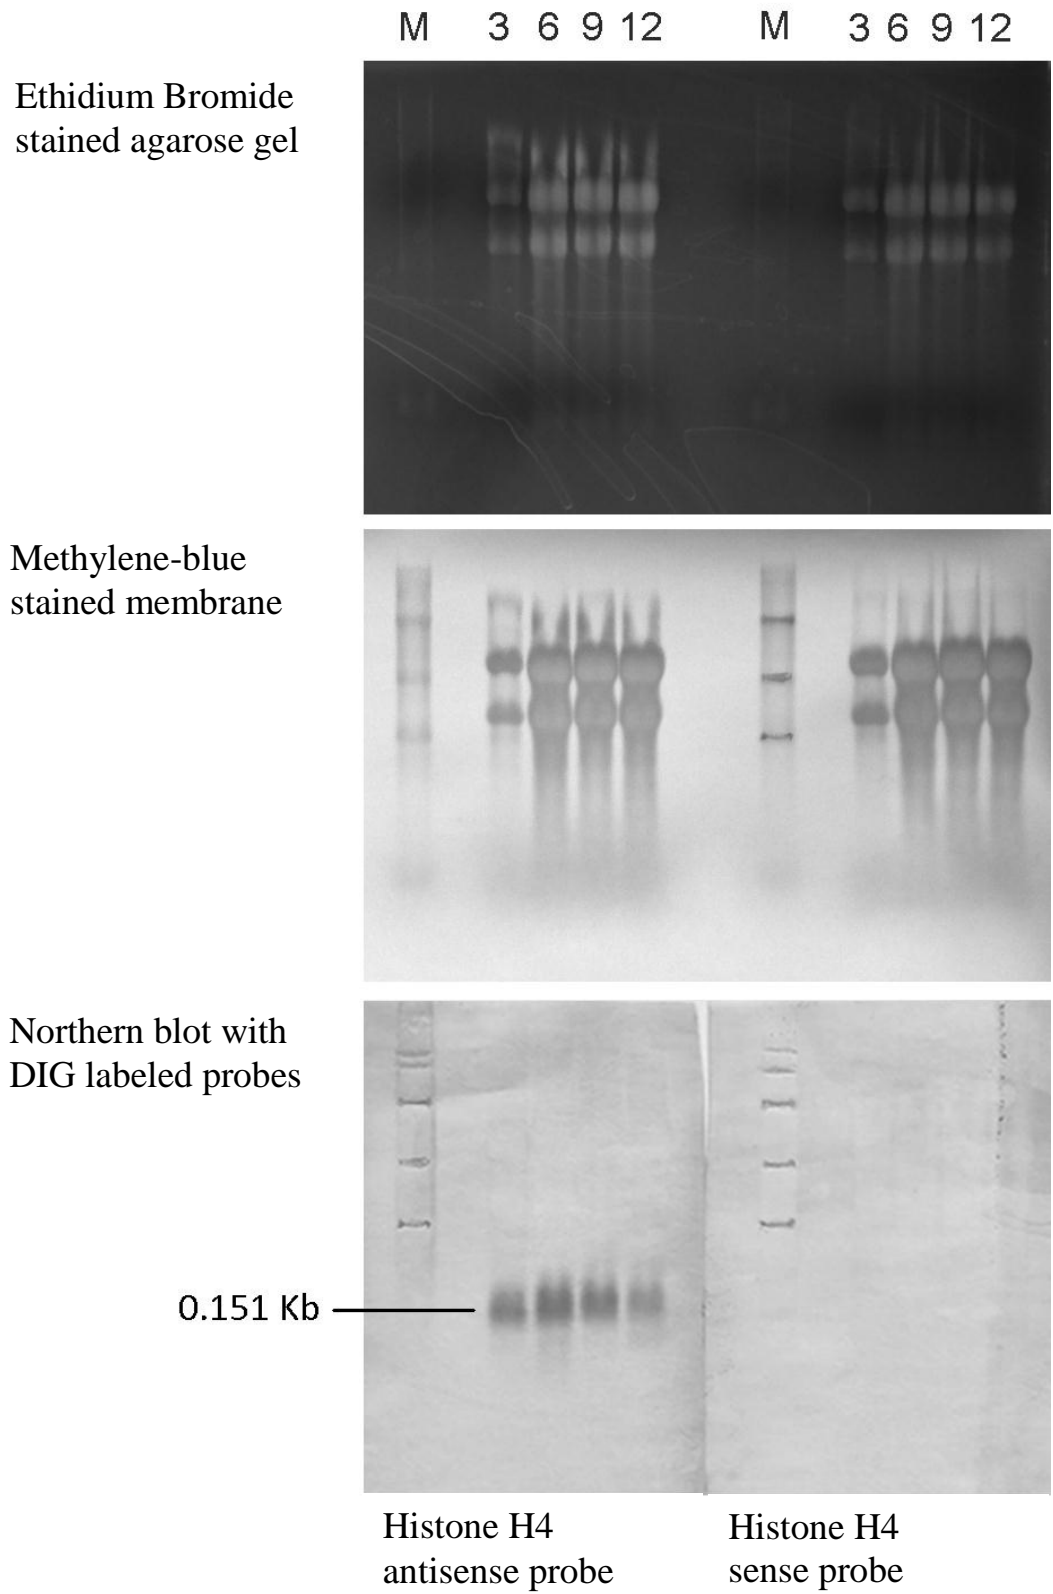 M 3 6 9 12 M 3 6 9 12
Ethidium Bromide
stained agarose gel
Methylene-blue
stained membrane
Northern blot with
DIG labeled probes
0.151 Kb
Histone H4
antisense probe
Histone H4
sense probe